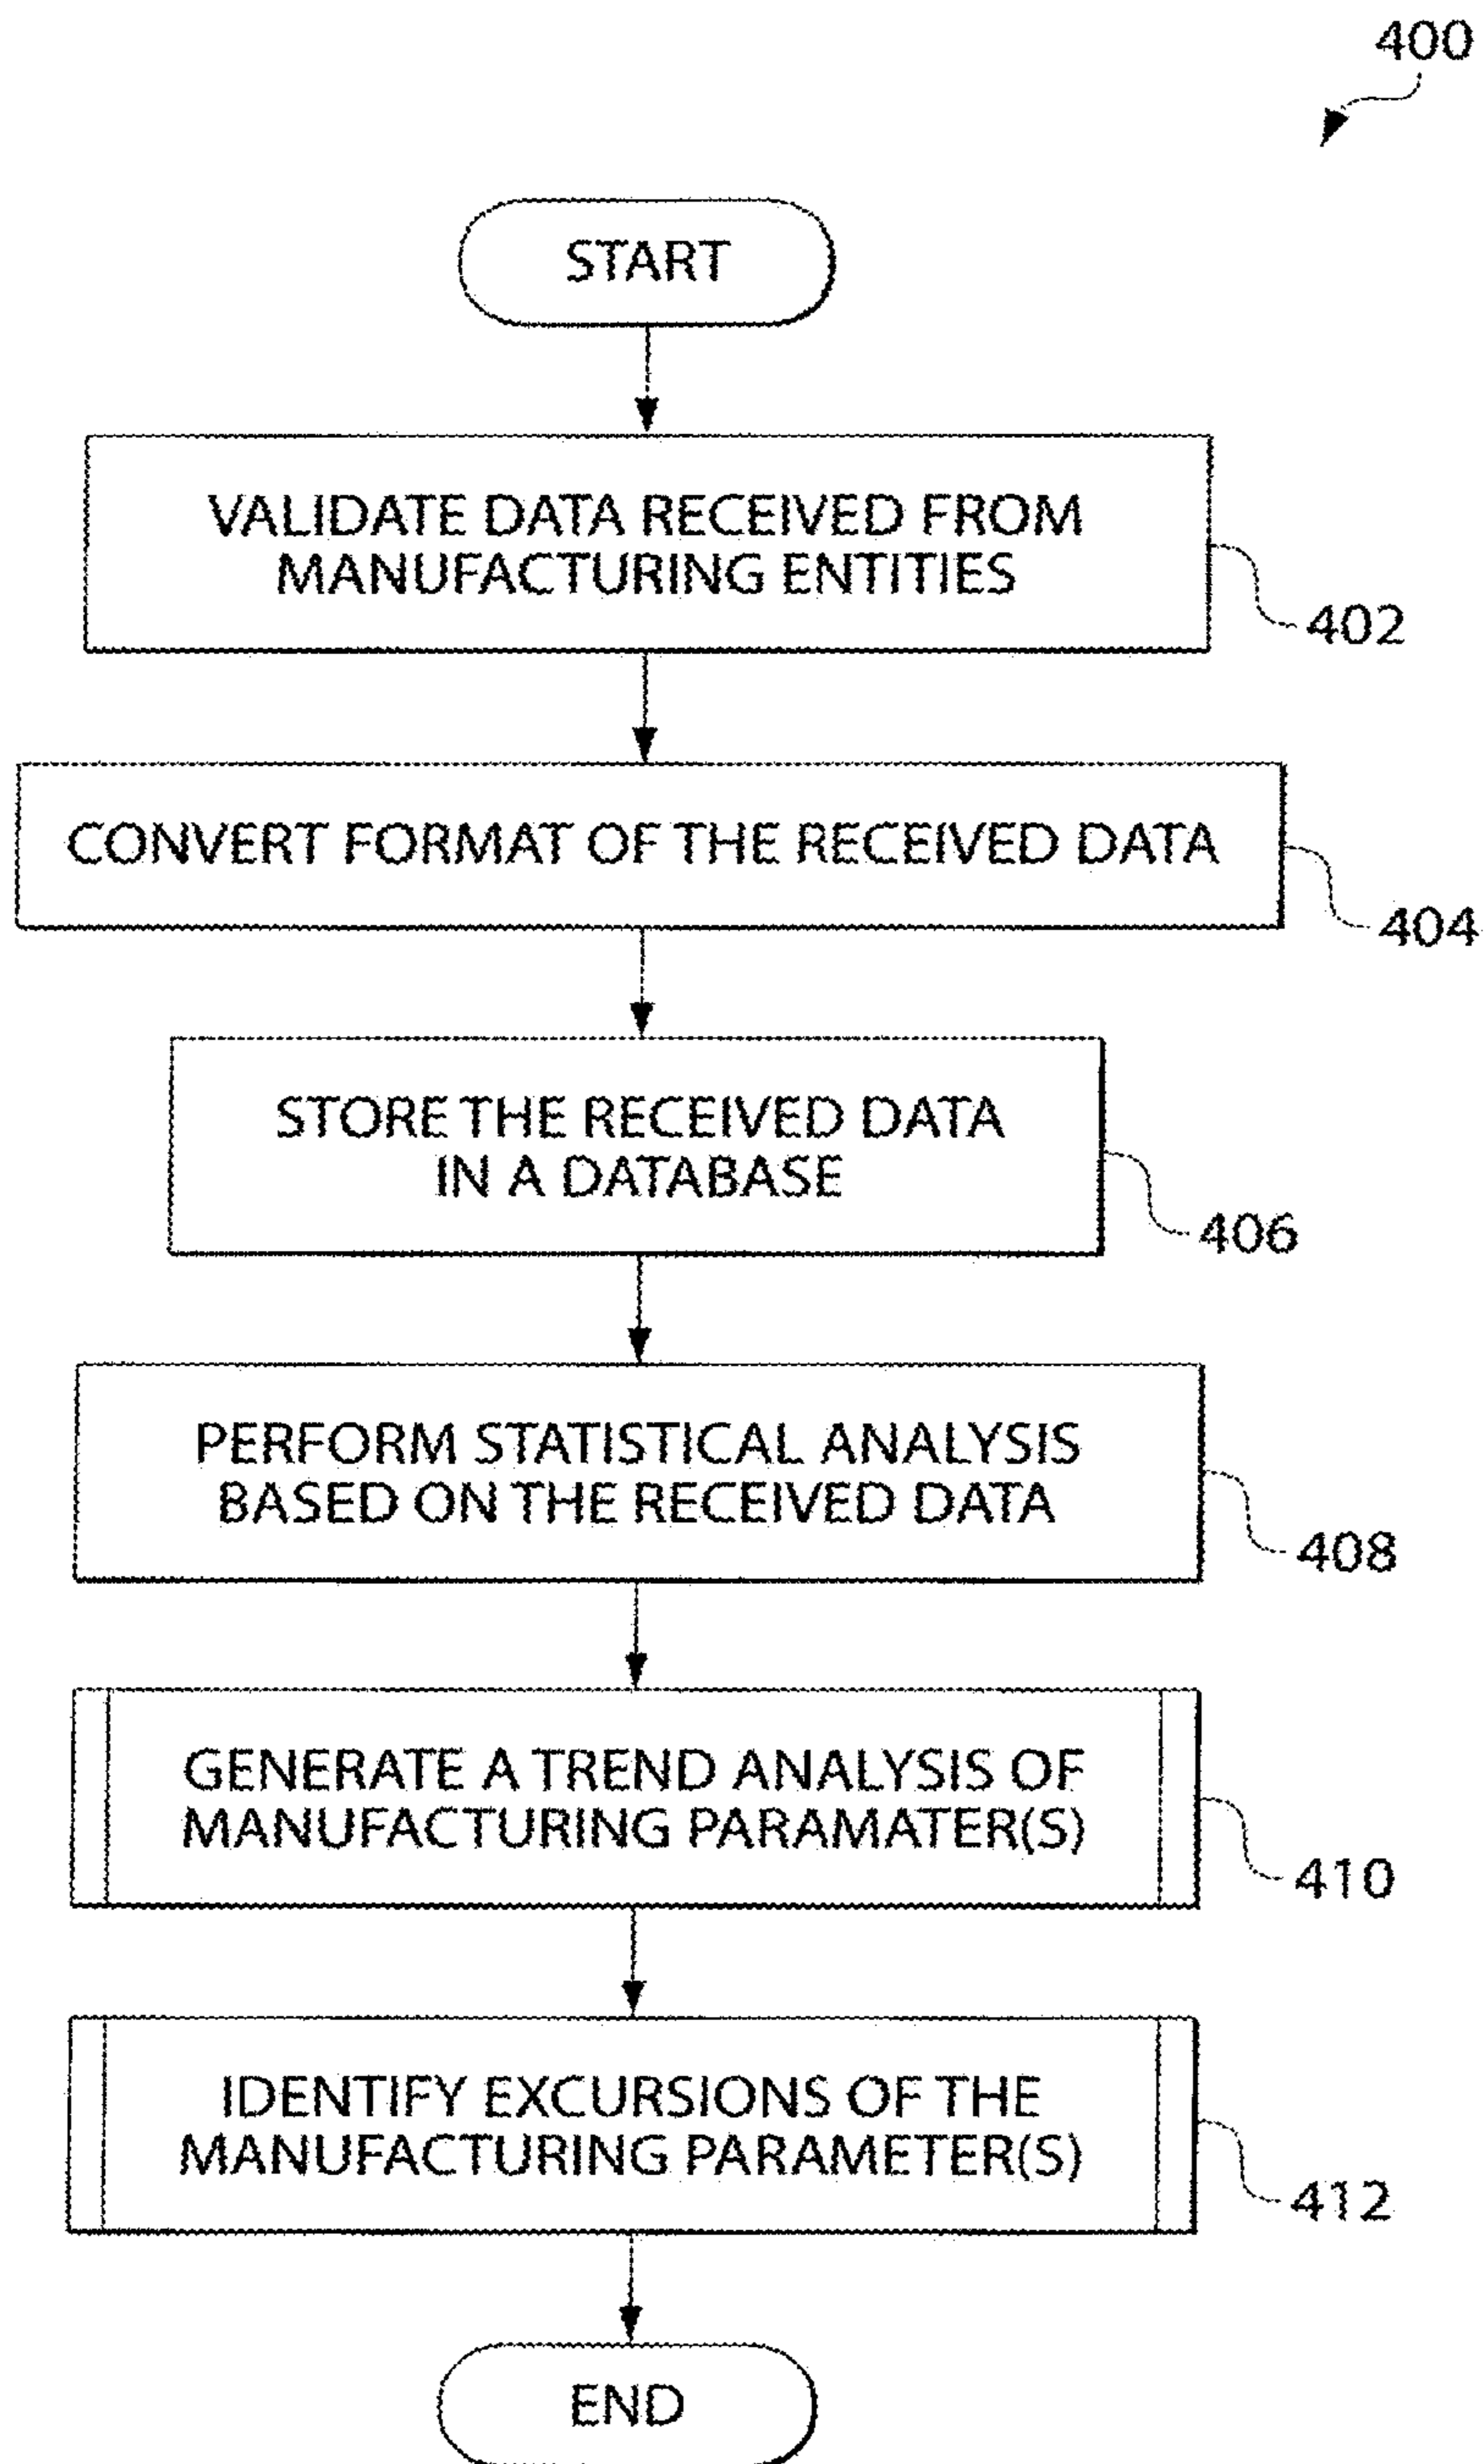 400
START
VALIDATE DATA RECEIVED FROM
MANUFACTURING ENTITIES
402
CONVERT FORMAT OF THE RECEIVED DATA
404
STORE THE RECEIVED DATA
IN A DATABASE
406
PERFORM STATISTICAL ANALYSIS
BASED ON THE RECEIVED DATA
408
GENERATE A TREND ANALYSIS OF
MANUFACTURING PARAMATER(S)
410
IDENTIFY EXCURSIONS OF THE
MANUFACTURING PARAMETER(S)
412
END